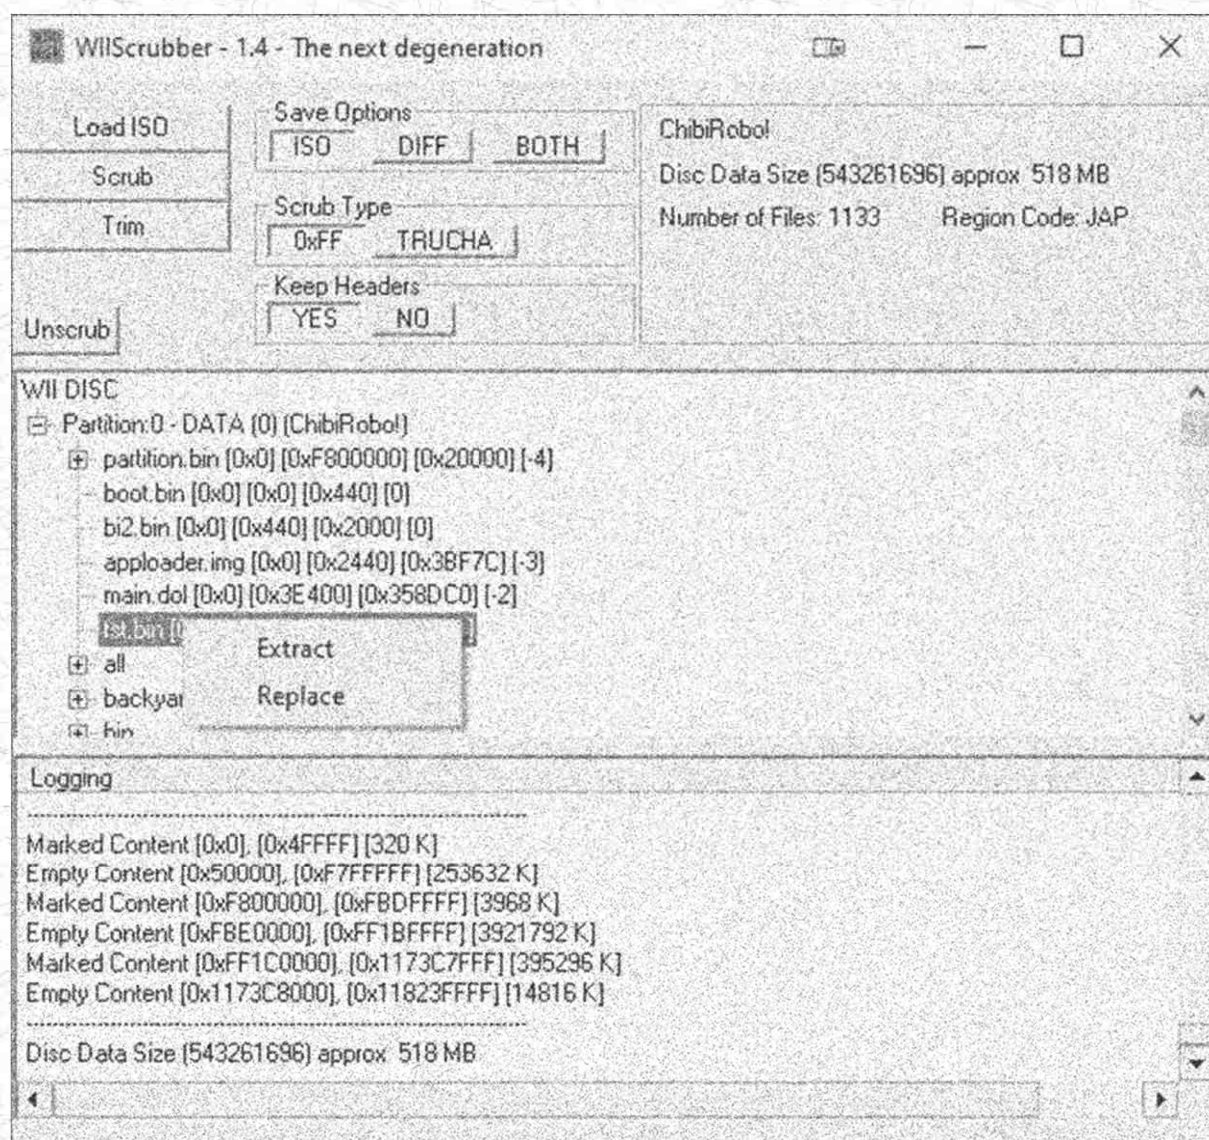 WIIScrubber - 1.4 - The next degeneration
Load ISO
Scrub
Trim
Unscrub
Save Options
ISO DIFF BOTH
Scrub Type
0xFF TRUCHA
Keep Headers
YES NO
ChibiRobo!
Disc Data Size (543261696) approx 518 MB
Number of Files: 1133 Region Code: JAP
WII DISC
Partition:0 - DATA (0) (ChibiRobo!)
partition.bin [0x0] [0xF800000] [0x20000] [-4]
boot.bin [0x0] [0x0] [0x440] [0]
bi2.bin [0x0] [0x440] [0x2000] [0]
apploader.img [0x0] [0x2440] [0x3BF7C] [-3]
main.dol [0x0] [0x3E400] [0x358DC0] [-2]
fst.bin
Extract
Replace
all
backyar
bin
Logging
Marked Content [0x0], [0x4FFFF] [320 K]
Empty Content [0x50000], [0xF7FFFFF] [253632 K]
Marked Content [0xF800000], [0xFBDFFFF] [3968 K]
Empty Content [0xFBE0000], [0xFF1BFFFF] [3921792 K]
Marked Content [0xFF1C0000], [0x1173C7FFF] [395296 K]
Empty Content [0x1173C8000], [0x11823FFFF] [14816 K]
Disc Data Size (543261696) approx 518 MB